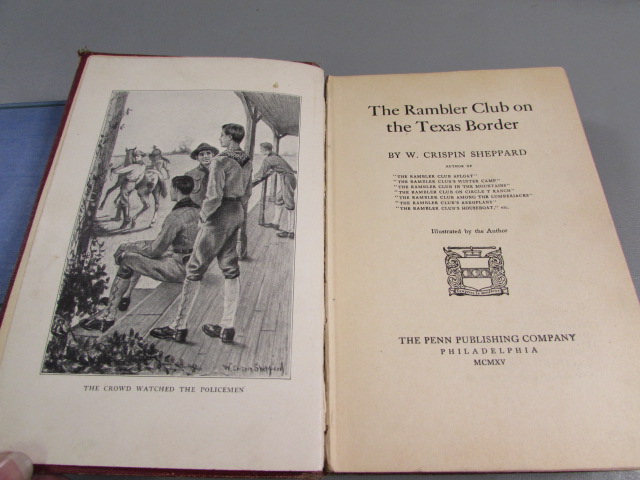 W. Crispin Sheppard
THE CROWD WATCHED THE POLICEMEN
The Rambler Club on
the Texas Border
BY W. CRISPIN SHEPPARD
AUTHOR OF
"THE RAMBLER CLUB AFLOAT"
"THE RAMBLER CLUB'S WINTER CAMP"
"THE RAMBLER CLUB IN THE MOUNTAINS"
"THE RAMBLER CLUB ON CIRCLE T RANCH"
"THE RAMBLER CLUB AMONG THE LUMBERJACKS"
"THE RAMBLER CLUB'S AEROPLANE"
"THE RAMBLER CLUB'S HOUSEBOAT," etc.
Illustrated by the Author
THE PENN PUBLISHING COMPANY
PHILADELPHIA
MCMXV